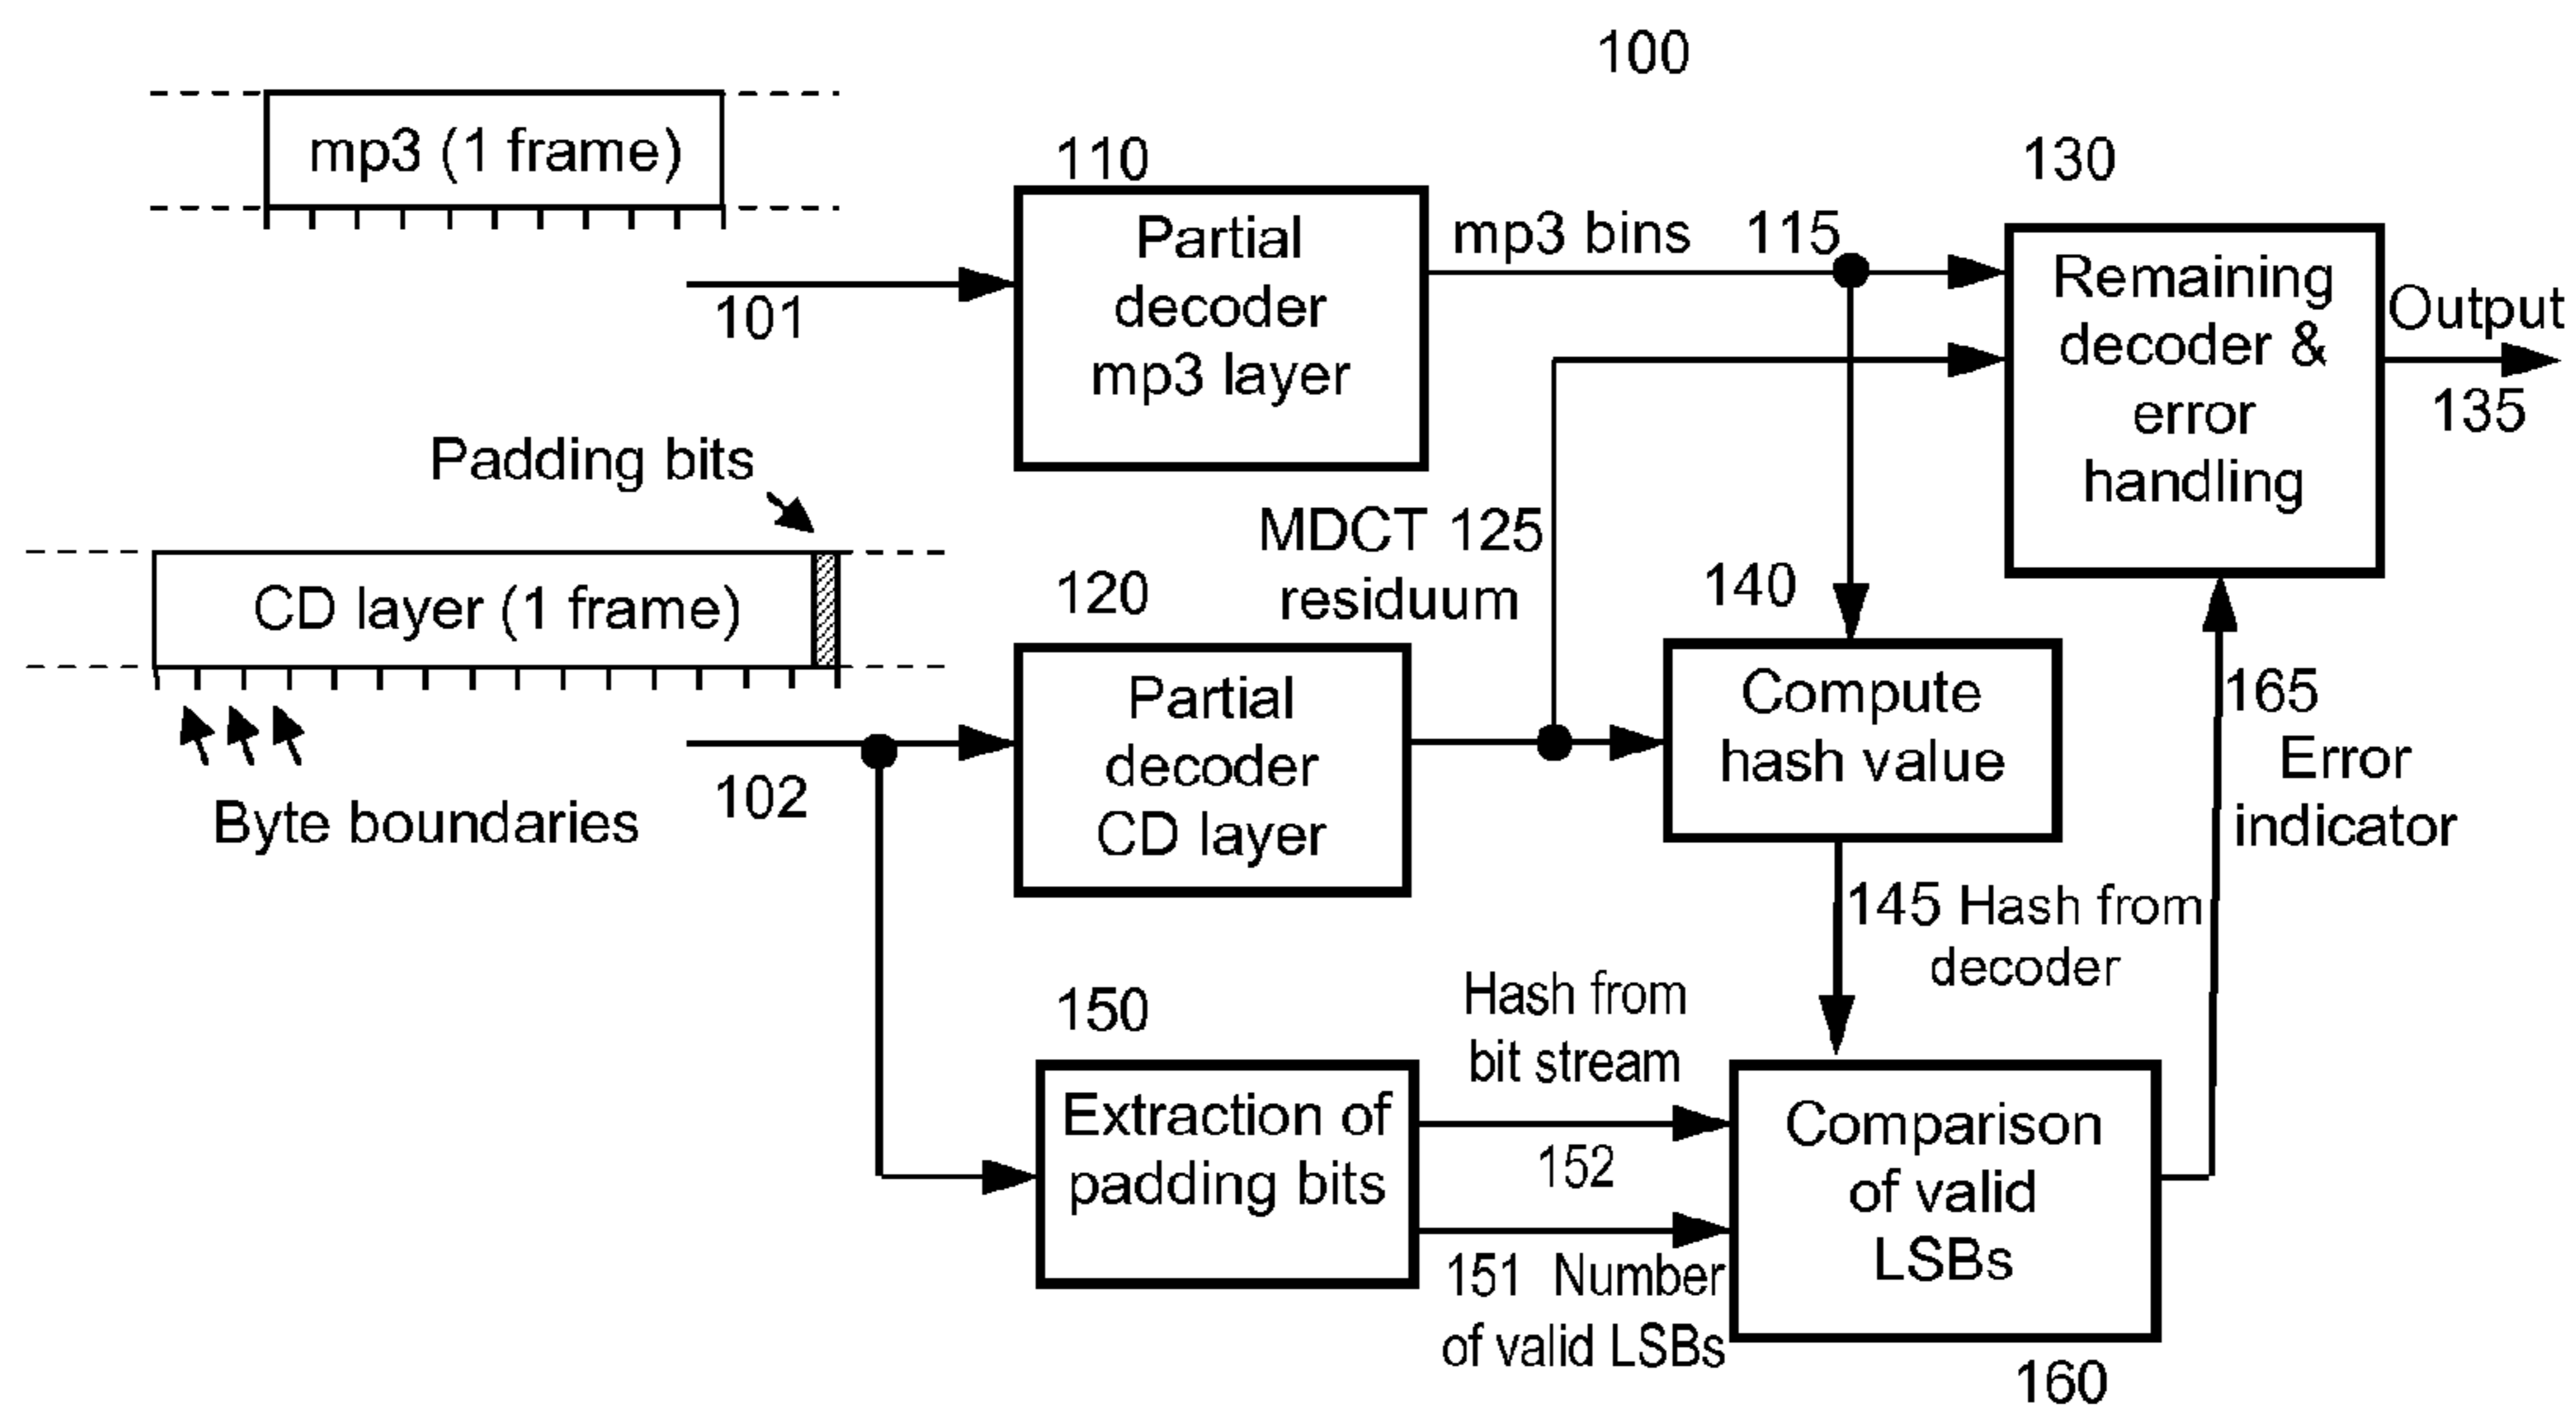 100
mp3 (1 frame)
110
Partial
decoder
mp3 layer
mp3 bins 115
130
Remaining
decoder &
error
handling
Output
135
101
Padding bits
CD layer (1 frame)
Byte boundaries
102
120
Partial
decoder
CD layer
MDCT 125
residuum
140
Compute
hash value
165
Error
indicator
145 Hash from
decoder
150
Extraction of
padding bits
Hash from
bit stream
152
151 Number
of valid LSBs
Comparison
of valid
LSBs
160